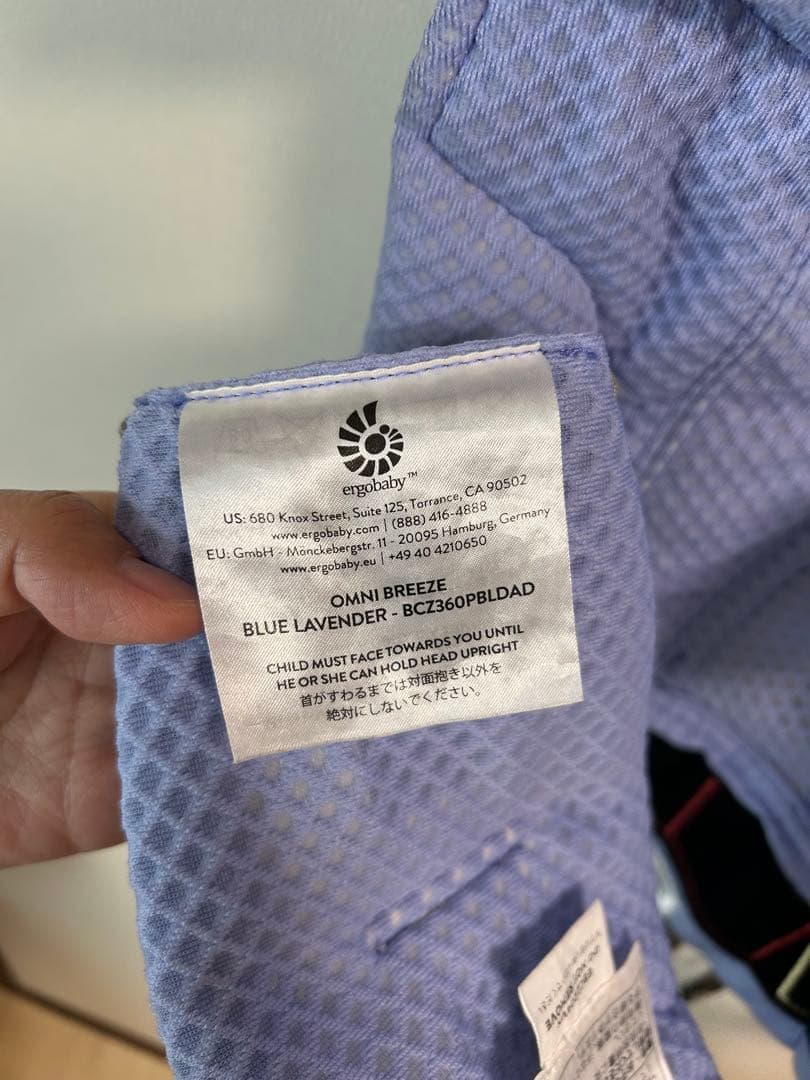 ergobaby™
US: 680 Knox Street, Suite 125, Torrance, CA 90502
www.ergobaby.com | (888) 416-4888
EU: GmbH - Mönckebergstr. 11 - 20095 Hamburg, Germany
www.ergobaby.eu | +49 40 4210650
OMNI BREEZE
BLUE LAVENDER - BCZ360PBLDAD
CHILD MUST FACE TOWARDS YOU UNTIL
HE OR SHE CAN HOLD HEAD UPRIGHT
首がすわるまでは対面抱き以外を
絶対にしないでください。